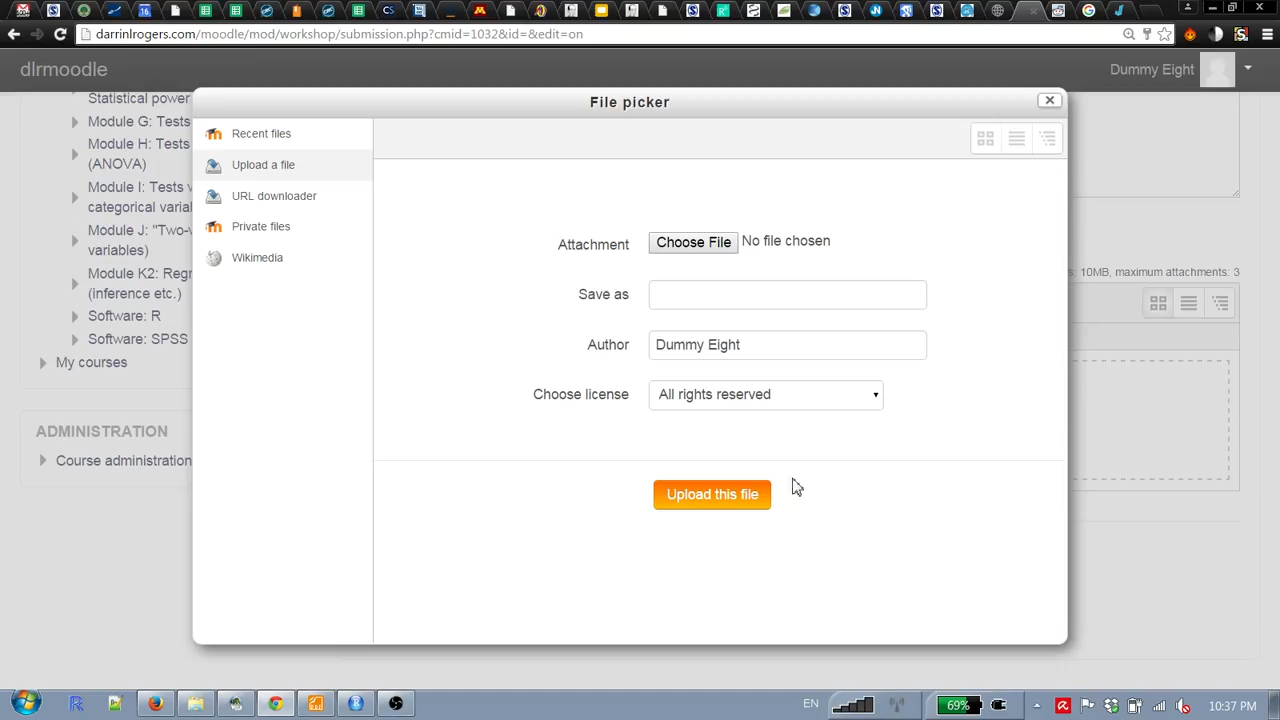 darrinlrogers.com/moodle/mod/workshop/submission.php?cmid=1032&id=&edit=on
dlrmoodle
Dummy Eight
File picker
Statistical power
Module G: Tests
Module H: Tests
(ANOVA)
Module I: Tests v
categorical varia
Module J: "Two-v
variables)
Module K2: Regr
(inference etc.)
Software: R
Software: SPSS
My courses
ADMINISTRATION
Course administration
Recent files
Upload a file
URL downloader
Private files
Wikimedia
Attachment
Choose File No file chosen
Save as
Author
Dummy Eight
Choose license
All rights reserved
Upload this file
s: 10MB, maximum attachments: 3
EN
69%
10:37 PM